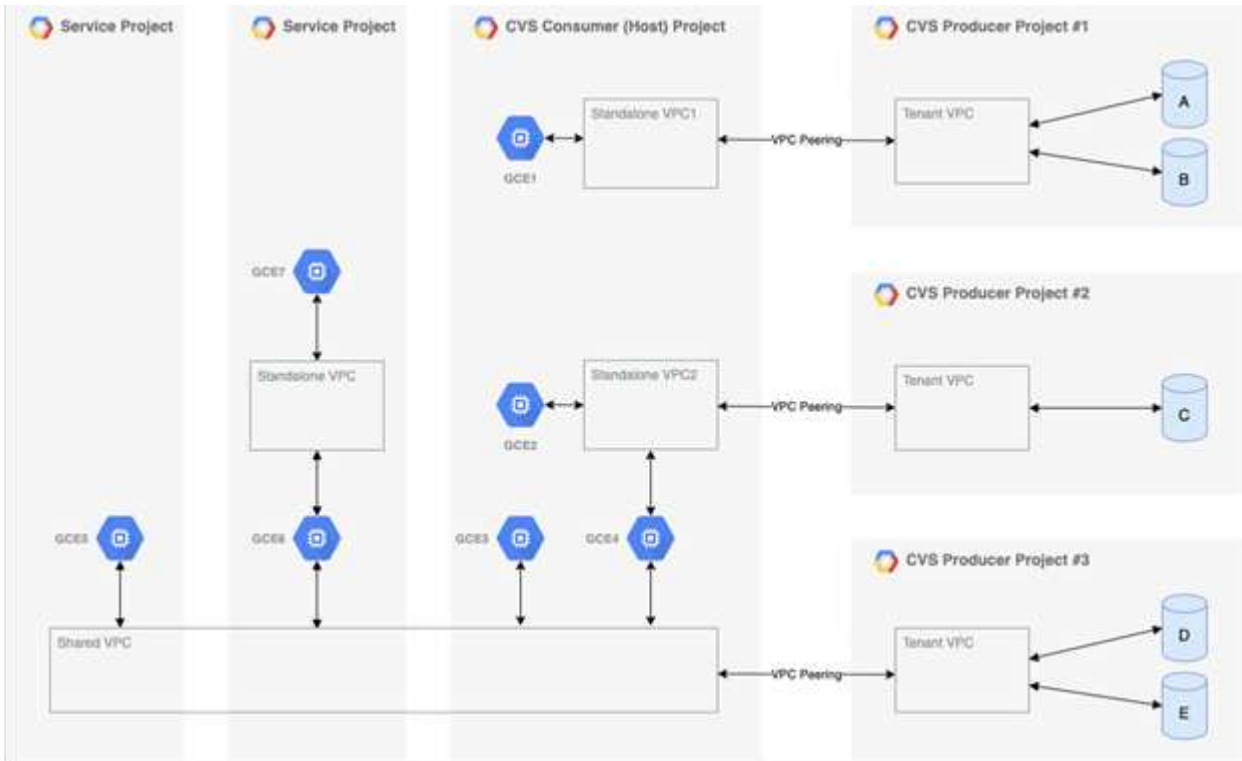 Service Project
Service Project
CVS Consumer (Host) Project
CVS Producer Project #1
Standalone VPC1
Tenant VPC
A
GCE1
VPC Peering
B
GCE7
CVS Producer Project #2
Standalone VPC
Standalone VPC2
Tenant VPC
GCE2
VPC Peering
C
GCE5
GCE6
GCE3
GCE4
CVS Producer Project #3
Shared VPC
Tenant VPC
D
VPC Peering
E